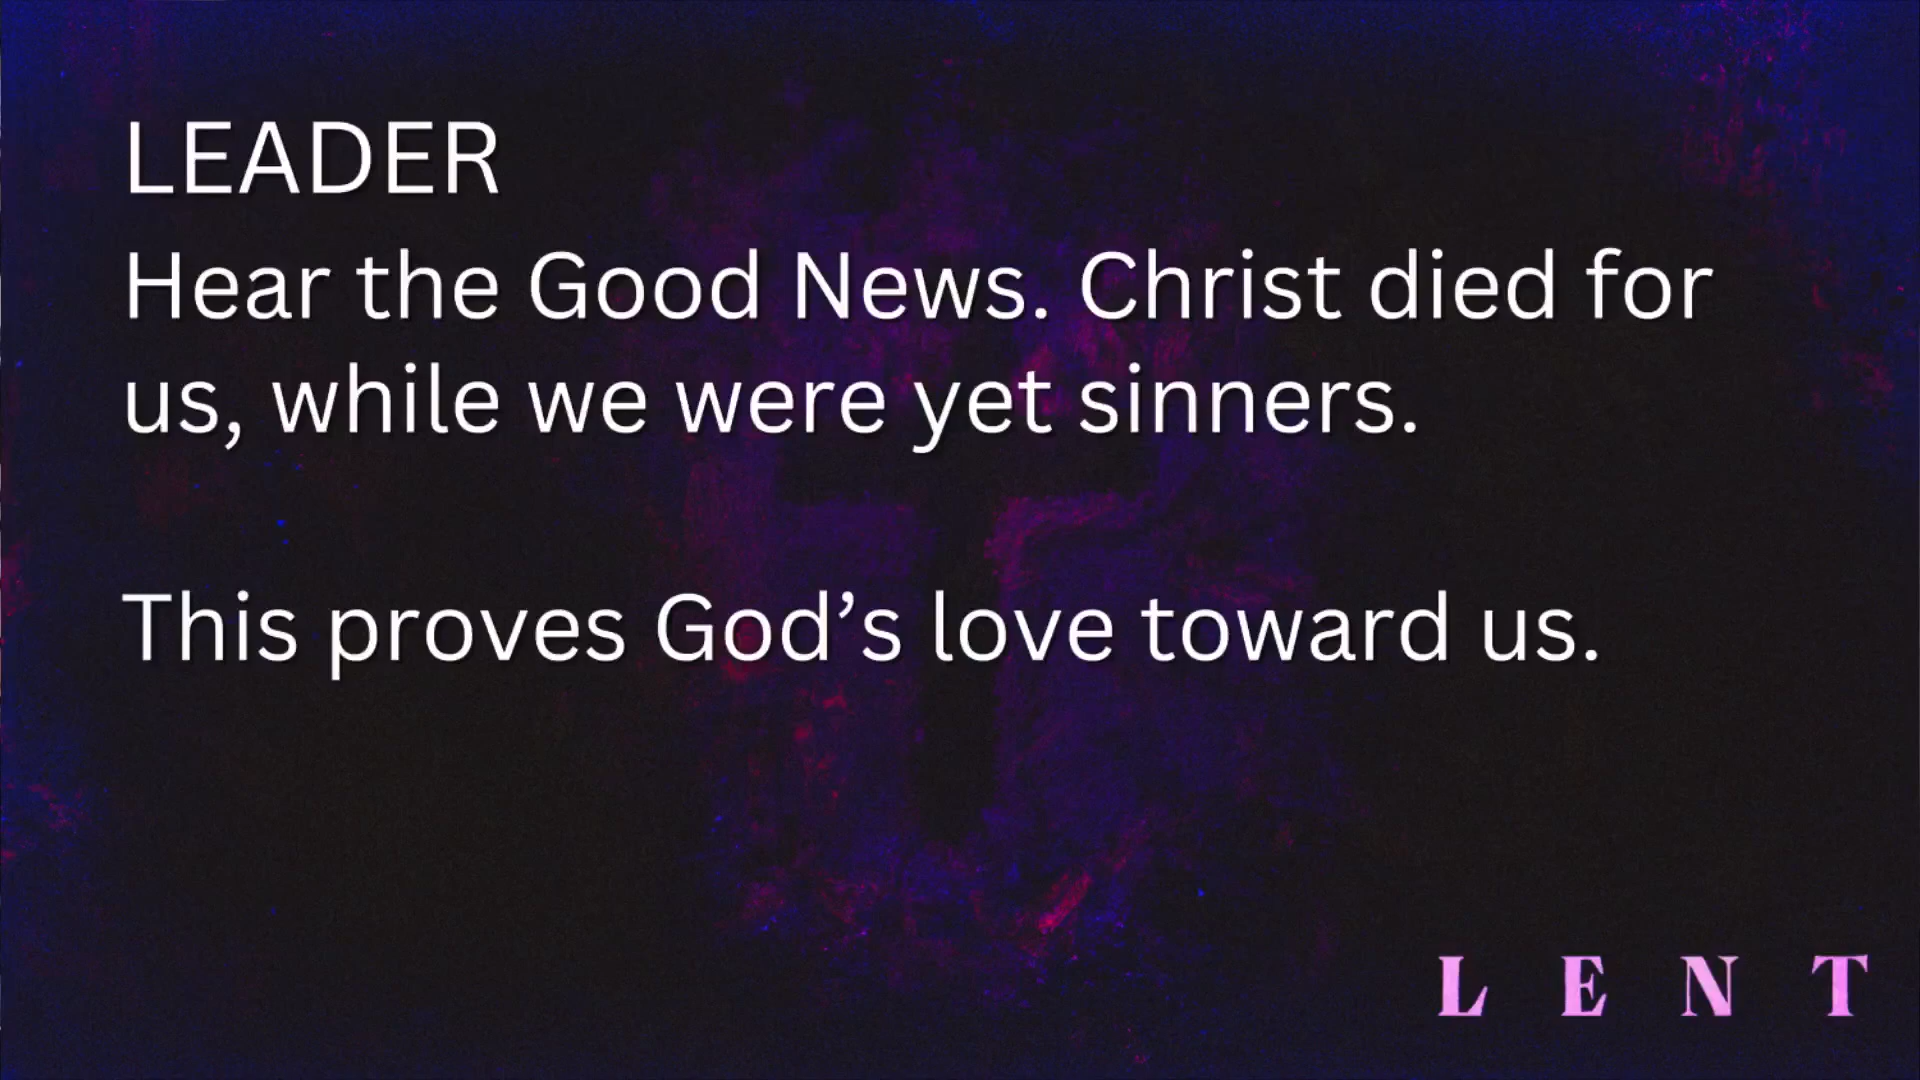 LEADER
Hear the Good News. Christ died for
us, while we were yet sinners.
This proves God’s love toward us.
LENT